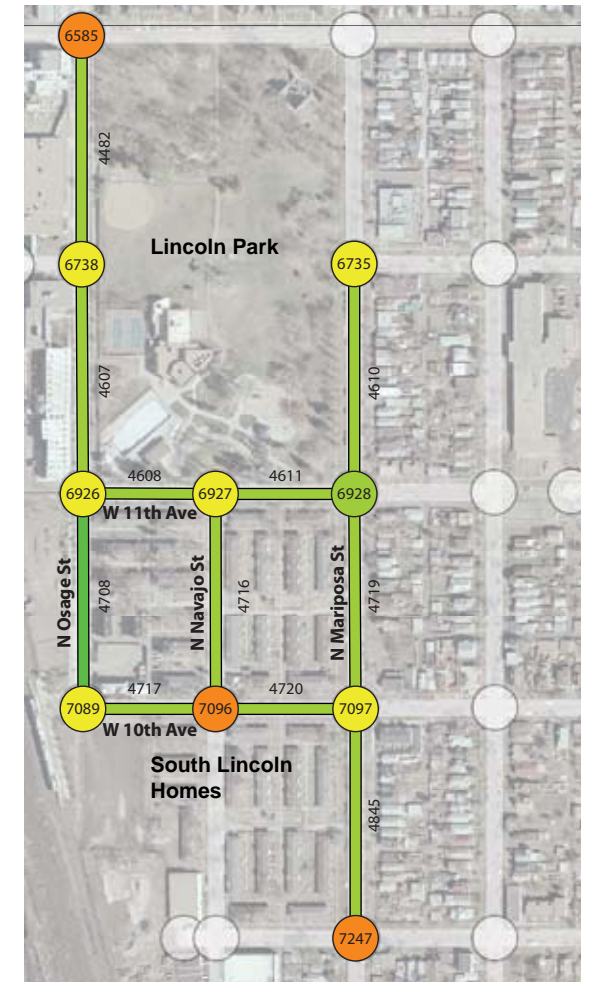 6585
4482
Lincoln Park
6738
6735
4607
4610
4608
4611
6926
6927
6928
W 11th Ave
N Osage St
4708
N Navajo St
4716
N Mariposa St
4719
4717
4720
7089
7096
7097
W 10th Ave
South Lincoln
Homes
4845
7247